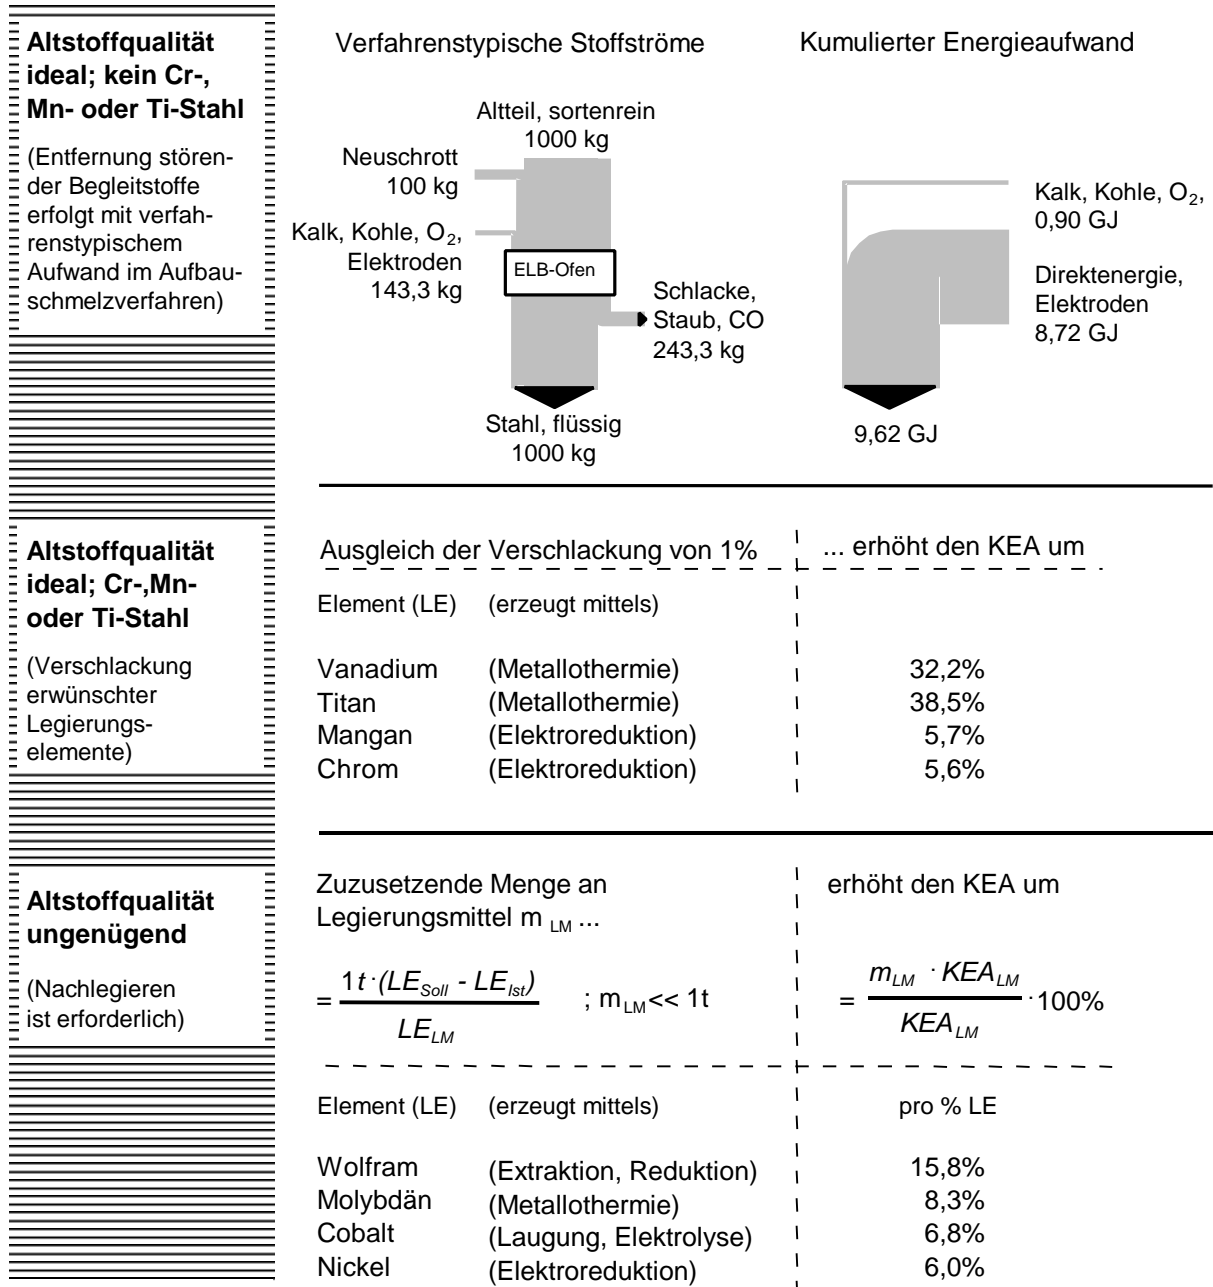 Altstoffqualität
ideal; kein Cr-,
Mn- oder Ti-Stahl
(Entfernung stören-
der Begleitstoffe
erfolgt mit verfah-
renstypischem
Aufwand im Aufbau-
schmelzverfahren)
Verfahrenstypische Stoffströme
Altteil, sortenrein
1000 kg
Neuschrott
100 kg
Kalk, Kohle, O2,
Elektroden
143,3 kg
ELB-Ofen
Schlacke,
Staub, CO
243,3 kg
Stahl, flüssig
1000 kg
Kumulierter Energieaufwand
Kalk, Kohle, O2,
0,90 GJ
Direktenergie,
Elektroden
8,72 GJ
9,62 GJ
Altstoffqualität
ideal; Cr-,Mn-
oder Ti-Stahl
(Verschlackung
erwünschter
Legierungs-
elemente)
Ausgleich der Verschlackung von 1% ... erhöht den KEA um
Element (LE) (erzeugt mittels)
Vanadium (Metallothermie) 32,2%
Titan (Metallothermie) 38,5%
Mangan (Elektroreduktion) 5,7%
Chrom (Elektroreduktion) 5,6%
Altstoffqualität
ungenügend
(Nachlegieren
ist erforderlich)
Zuzusetzende Menge an
Legierungsmittel m LM ...
erhöht den KEA um
= 1t·(LESoll - LEIst)
LELM
; mLM<< 1t
= mLM · KEALM
KEALM
·100%
Element (LE) (erzeugt mittels) pro % LE
Wolfram (Extraktion, Reduktion) 15,8%
Molybdän (Metallothermie) 8,3%
Cobalt (Laugung, Elektrolyse) 6,8%
Nickel (Elektroreduktion) 6,0%